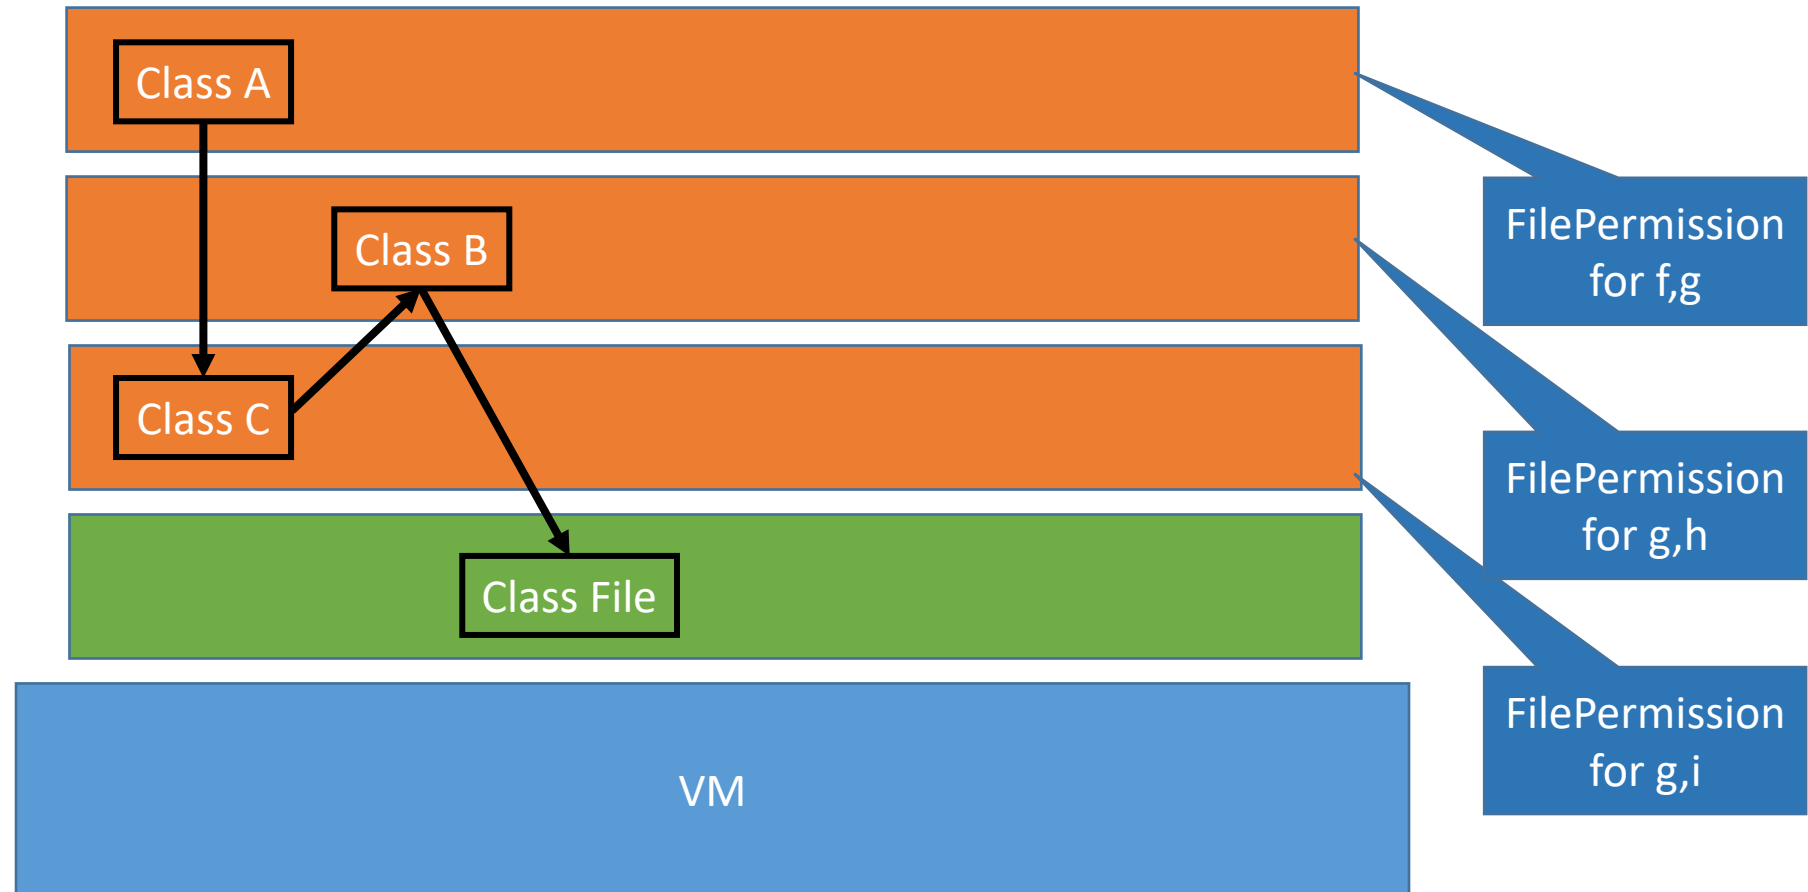 Class A
FilePermission
for f,g
Class B
Class C
FilePermission
for g,h
Class File
FilePermission
for g,i
VM